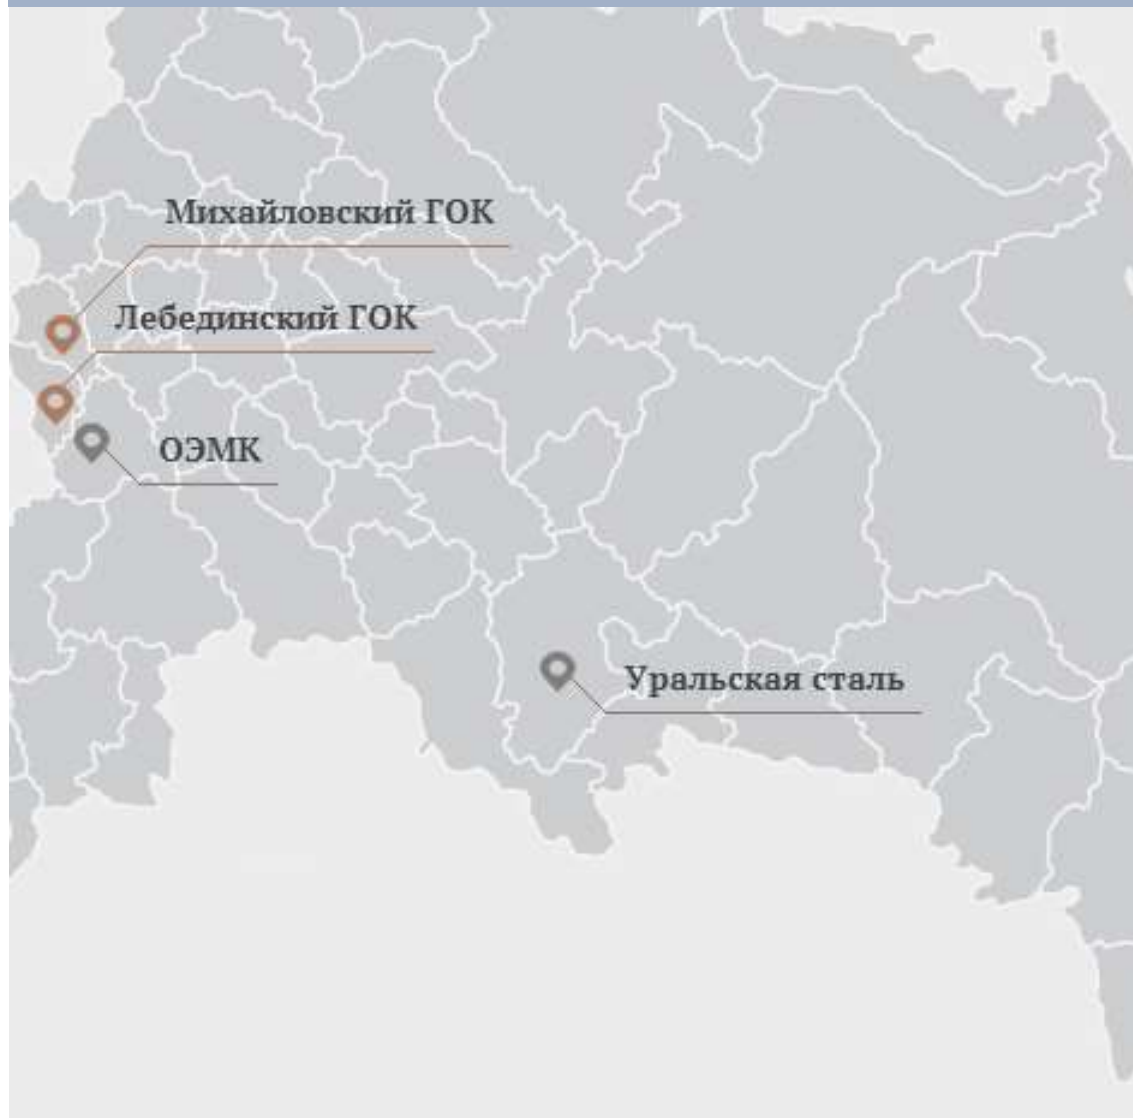 Михайловский ГОК
Лебединский ГОК
ОЭМК
Уральская сталь